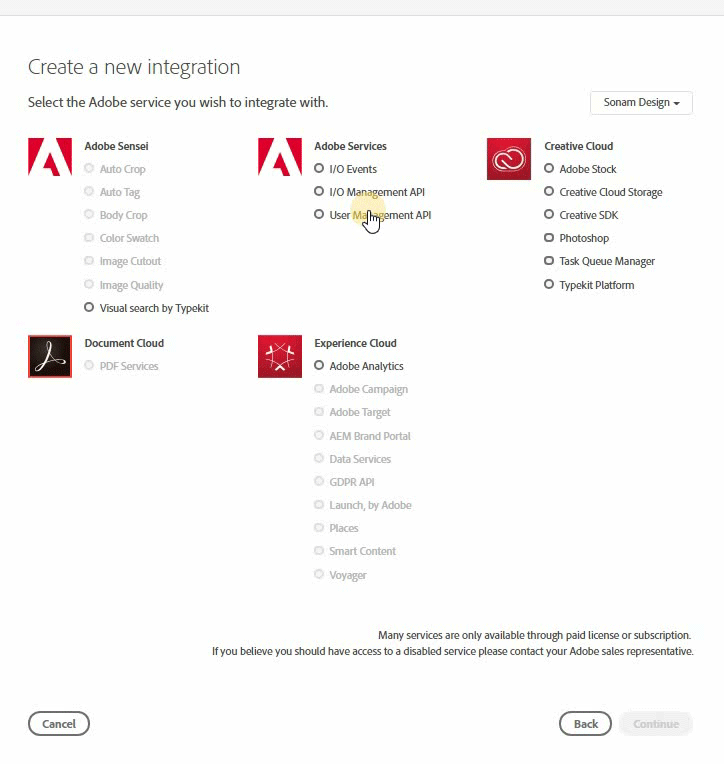 Create a new integration
Select the Adobe service you wish to integrate with.
Sonam Design
Adobe Sensei
Auto Crop
Auto Tag
Body Crop
Color Swatch
Image Cutout
Image Quality
Visual search by Typekit
Adobe Services
I/O Events
I/O Management API
User Management API
Creative Cloud
Adobe Stock
Creative Cloud Storage
Creative SDK
Photoshop
Task Queue Manager
Typekit Platform
Document Cloud
PDF Services
Experience Cloud
Adobe Analytics
Adobe Campaign
Adobe Target
AEM Brand Portal
Data Services
GDPR API
Launch, by Adobe
Places
Smart Content
Voyager
Many services are only available through paid license or subscription.
If you believe you should have access to a disabled service please contact your Adobe sales representative.
Cancel
Back
Continue